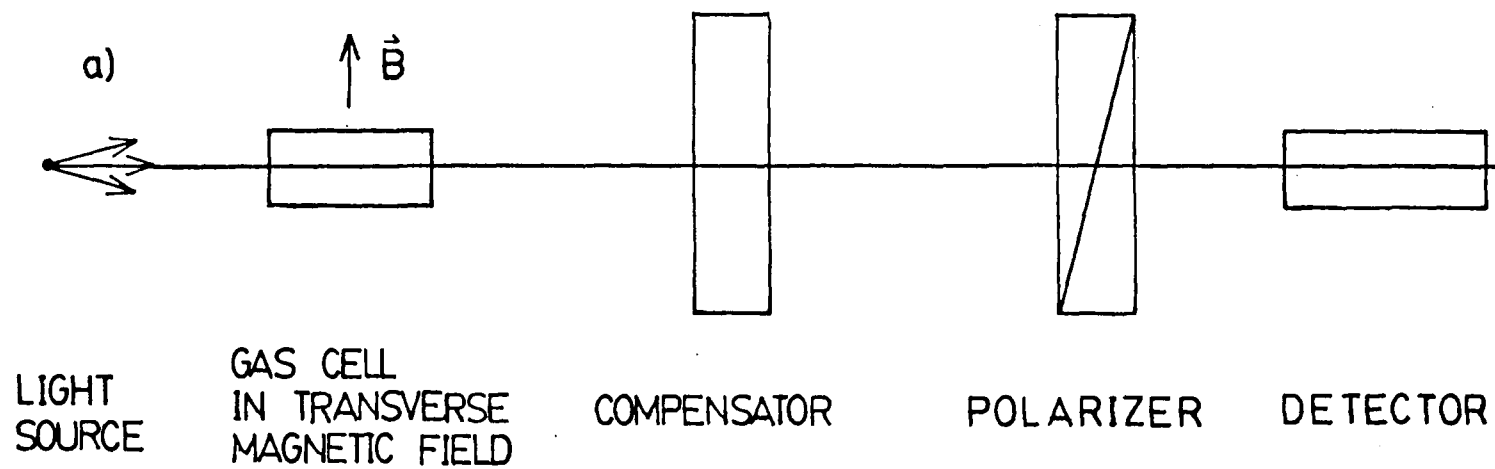 a)
B
LIGHT
SOURCE
GAS CELL
IN TRANSVERSE
MAGNETIC FIELD
COMPENSATOR
POLARIZER
DETECTOR